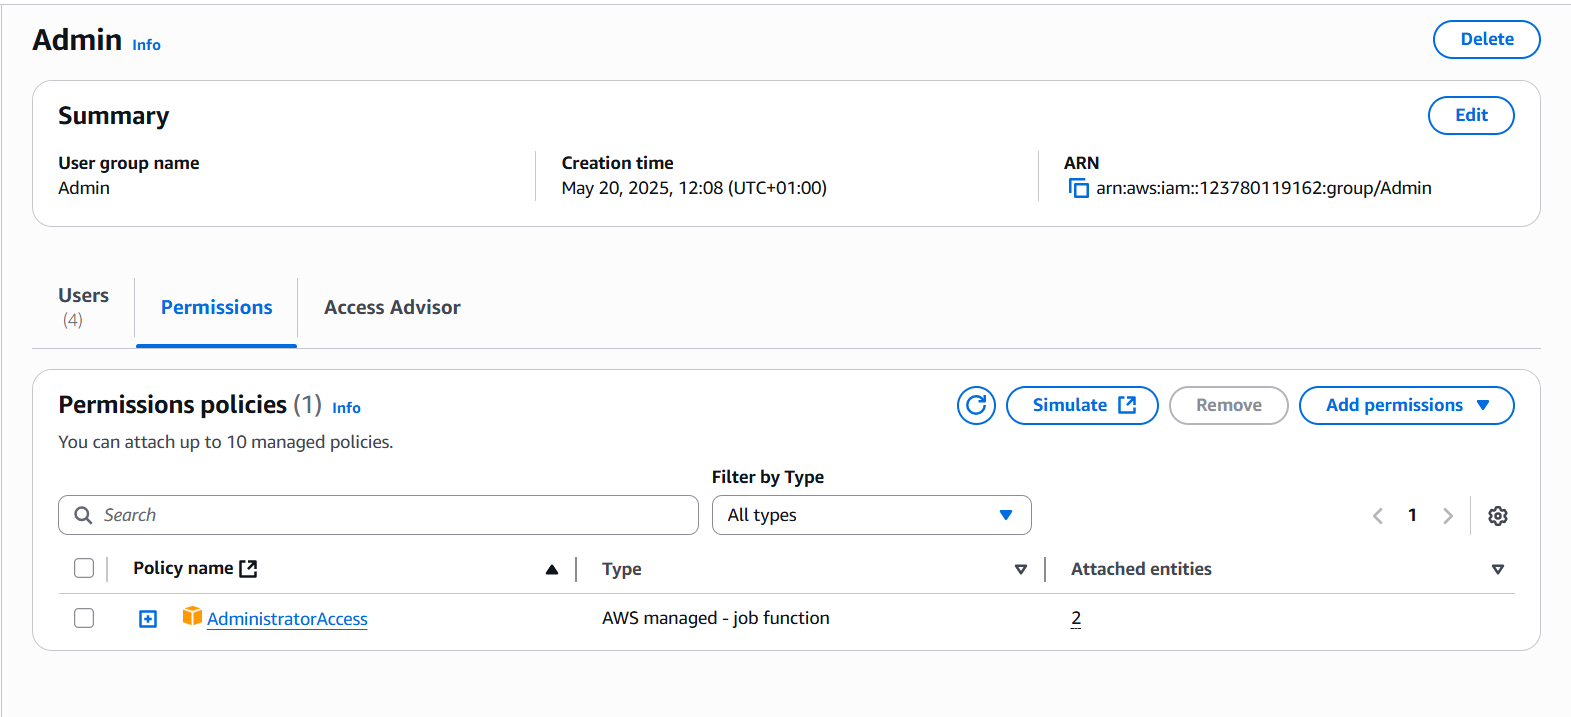 Admin Info
Delete
Summary
Edit
User group name
Admin
Creation time
May 20, 2025, 12:08 (UTC+01:00)
ARN
arn:aws:iam::123780119162:group/Admin
Users
(4)
Permissions
Access Advisor
Permissions policies (1) Info
Simulate
Remove
Add permissions
You can attach up to 10 managed policies.
Filter by Type
Search
All types
1
Policy name
Type
Attached entities
AdministratorAccess
AWS managed - job function
2